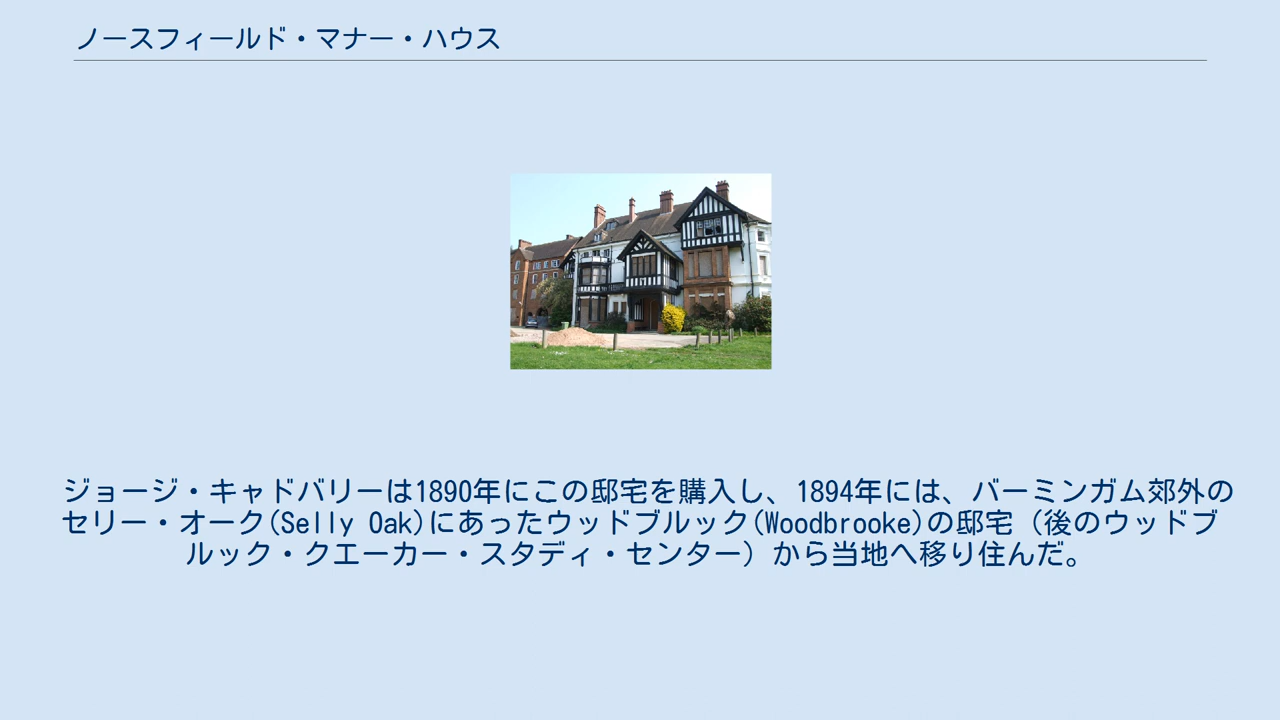 ノースフィールド・マナー・ハウス
ジョージ・キャドバリーは1890年にこの邸宅を購入し、1894年には、バーミンガム郊外の
セリー・オーク(Selly Oak)にあったウッドブルック(Woodbrooke)の邸宅（後のウッドブ
ルック・クエーカー・スタディ・センター）から当地へ移り住んだ。